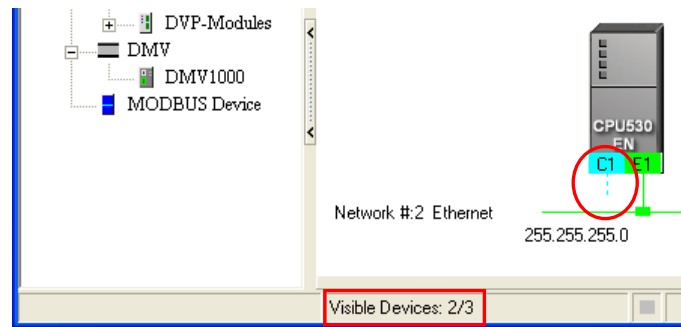 DVP-Modules
DMV
DMV1000
MODBUS Device
CPU530
EN
C1 E1
Network #:2 Ethernet
255.255.255.0
Visible Devices: 2/3